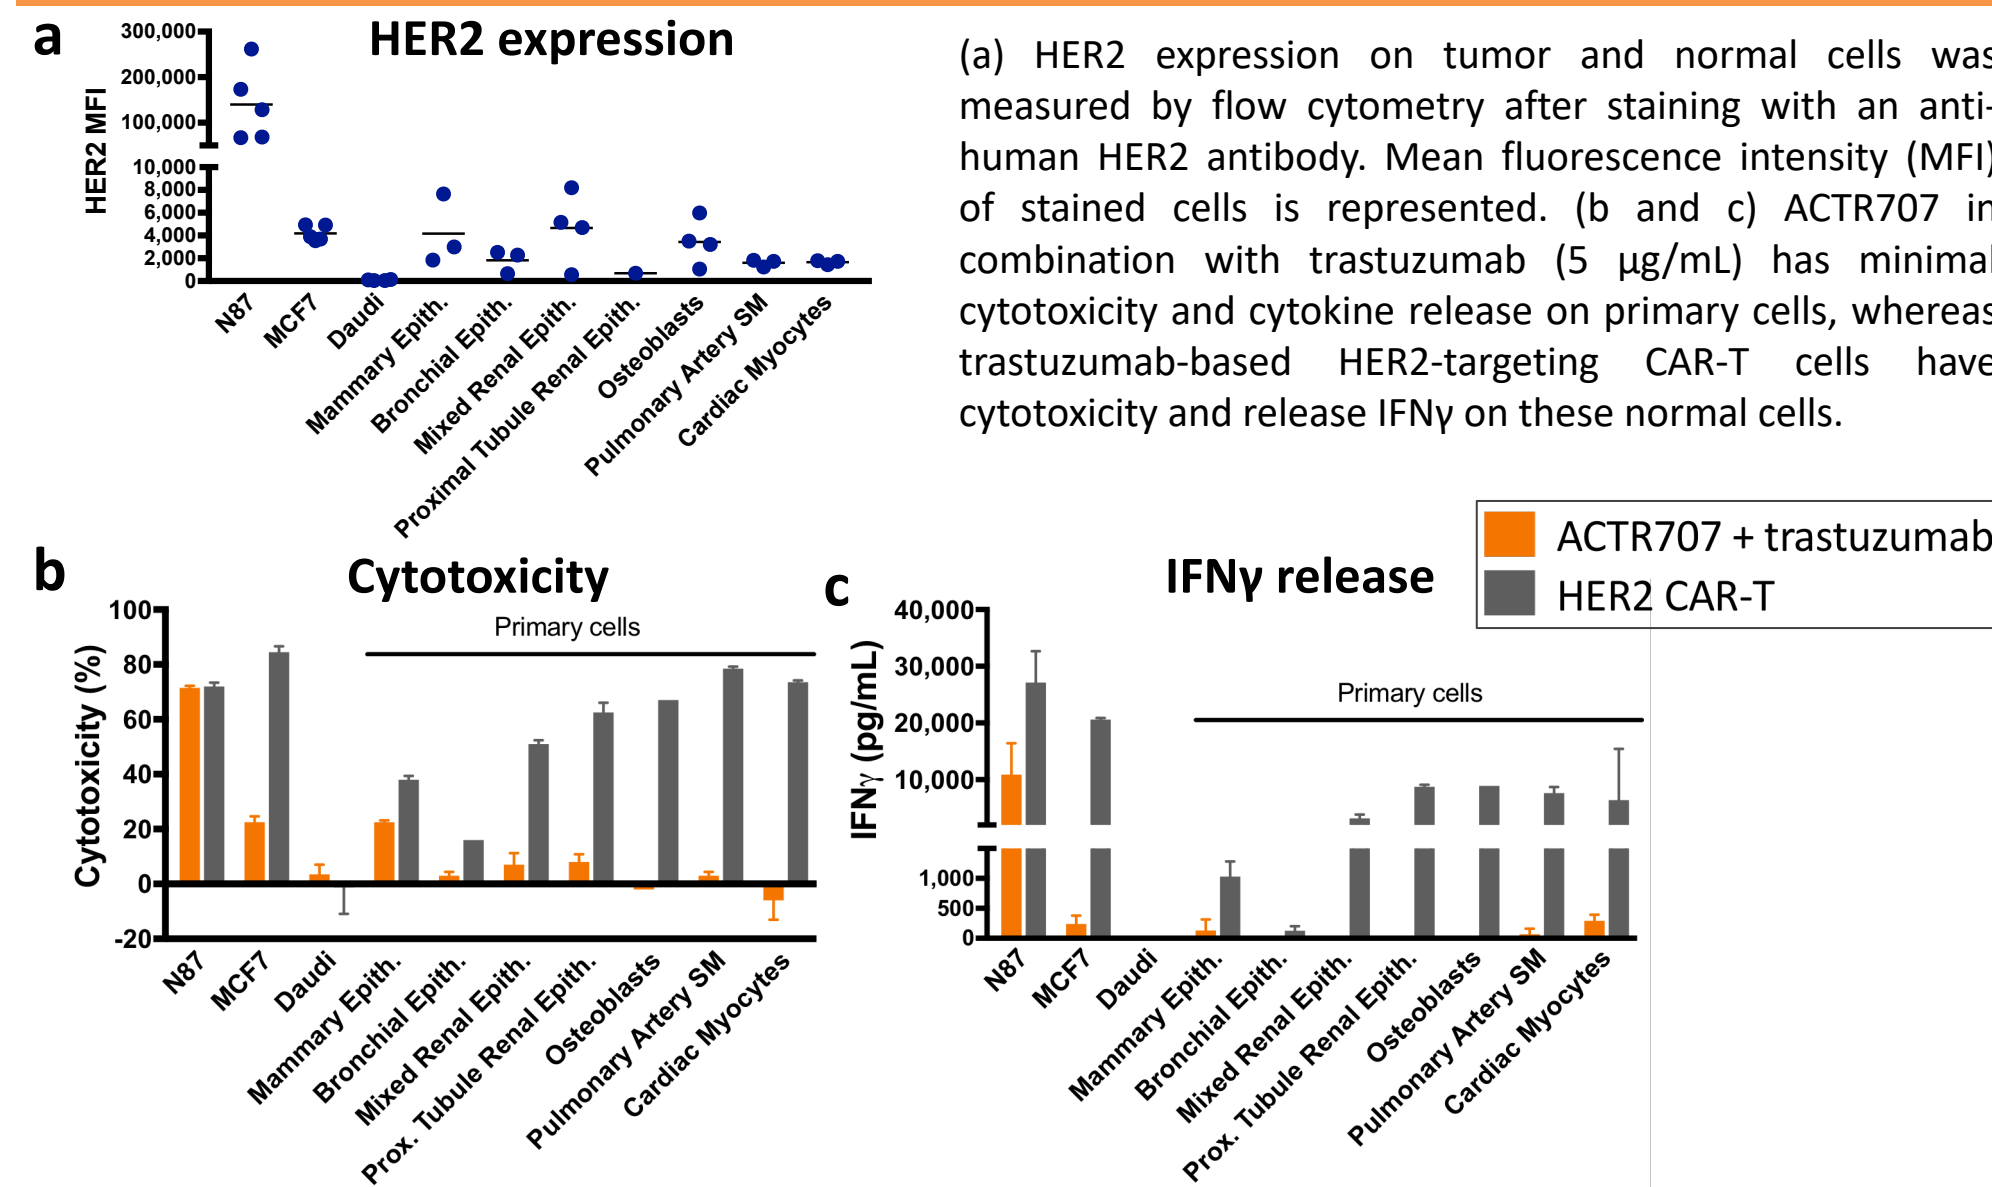 a
HER2 expression
HER2 MFI
300,000
200,000
100,000
10,000
8,000
6,000
4,000
2,000
0
N87
MCF7
Daudi
Mammary Epith.
Bronchial Epith.
Mixed Renal Epith.
Proximal Tubule Renal Epith.
Osteoblasts
Pulmonary Artery SM
Cardiac Myocytes
(a) HER2 expression on tumor and normal cells was
measured by flow cytometry after staining with an anti-
human HER2 antibody. Mean fluorescence intensity (MFI)
of stained cells is represented. (b and c) ACTR707 in
combination with trastuzumab (5 µg/mL) has minimal
cytotoxicity and cytokine release on primary cells, whereas
trastuzumab-based HER2-targeting CAR-T cells have
cytotoxicity and release IFNγ on these normal cells.
ACTR707 + trastuzumab
HER2 CAR-T
b
Cytotoxicity
Cytotoxicity (%)
100
80
60
40
20
0
-20
Primary cells
N87
MCF7
Daudi
Mammary Epith.
Bronchial Epith.
Mixed Renal Epith.
Prox. Tubule Renal Epith.
Osteoblasts
Pulmonary Artery SM
Cardiac Myocytes
c
IFNγ release
IFNγ (pg/mL)
40,000
30,000
20,000
10,000
1,000
500
0
Primary cells
N87
MCF7
Daudi
Mammary Epith.
Bronchial Epith.
Mixed Renal Epith.
Prox. Tubule Renal Epith.
Osteoblasts
Pulmonary Artery SM
Cardiac Myocytes